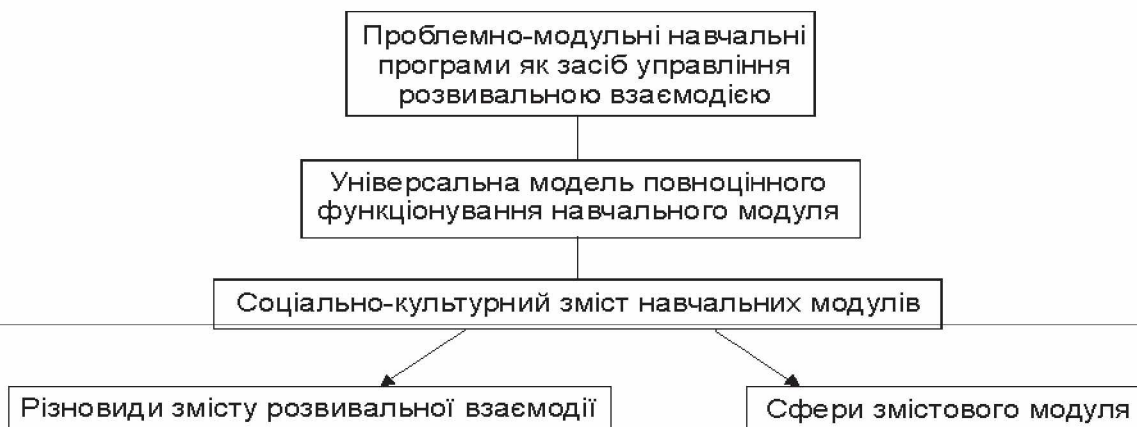 Проблемно-модульні навчальні
програми як засіб управління
розвивальною взаємодією
Універсальна модель повноцінного
функціонування навчального модуля
Соціально-культурний зміст навчальних модулів
Різновиди змісту розвивальної взаємодії
Сфери змістового модуля